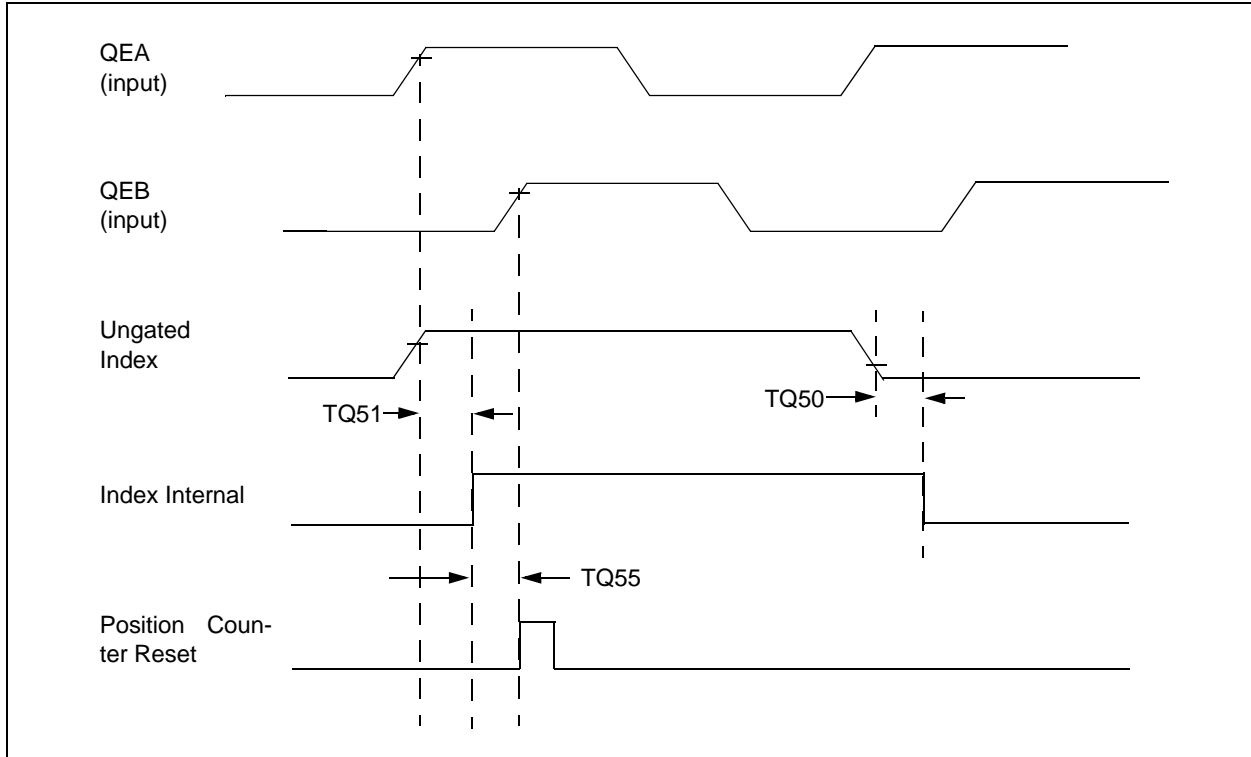 QEA
(input)
QEB
(input)
Ungated
Index
TQ51
TQ50
Index Internal
TQ55
Position Coun-
ter Reset